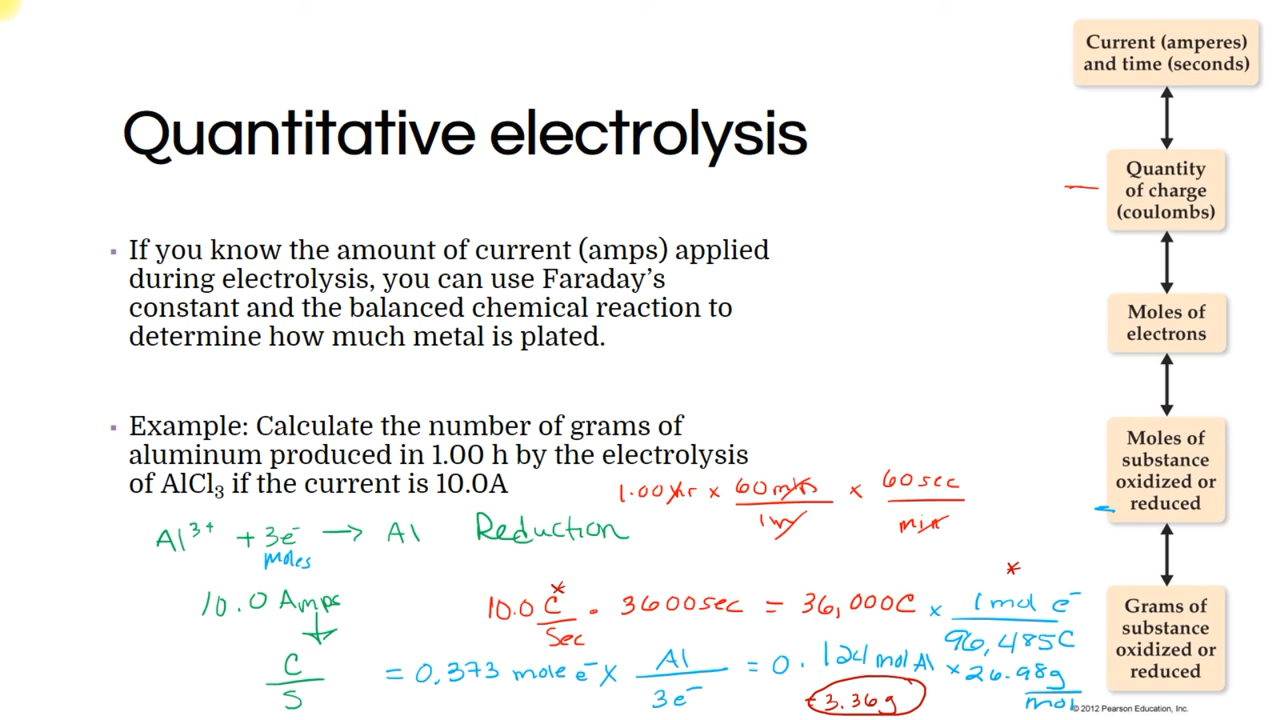 Quantitative electrolysis
▪ If you know the amount of current (amps) applied
during electrolysis, you can use Faraday's
constant and the balanced chemical reaction to
determine how much metal is plated.
▪ Example: Calculate the number of grams of
aluminum produced in 1.00 h by the electrolysis
of AlCl₃ if the current is 10.0A
1.00 hr × 60 mins / 1 hr × 60 sec / min
Al³⁺ + 3e⁻ → Al Reduction
moles
10.0 Amps
↓
C / S
10.0 C* / Sec · 3600 sec = 36,000 C × 1 mol e⁻ * / 96,485 C
= 0.373 mole e⁻ × Al / 3e⁻ = 0.124 mol Al × 26.98g / mol
= 3.36 g
Current (amperes)
and time (seconds)
Quantity
of charge
(coulombs)
Moles of
electrons
Moles of
substance
oxidized or
reduced
Grams of
substance
oxidized or
reduced
© 2012 Pearson Education, Inc.